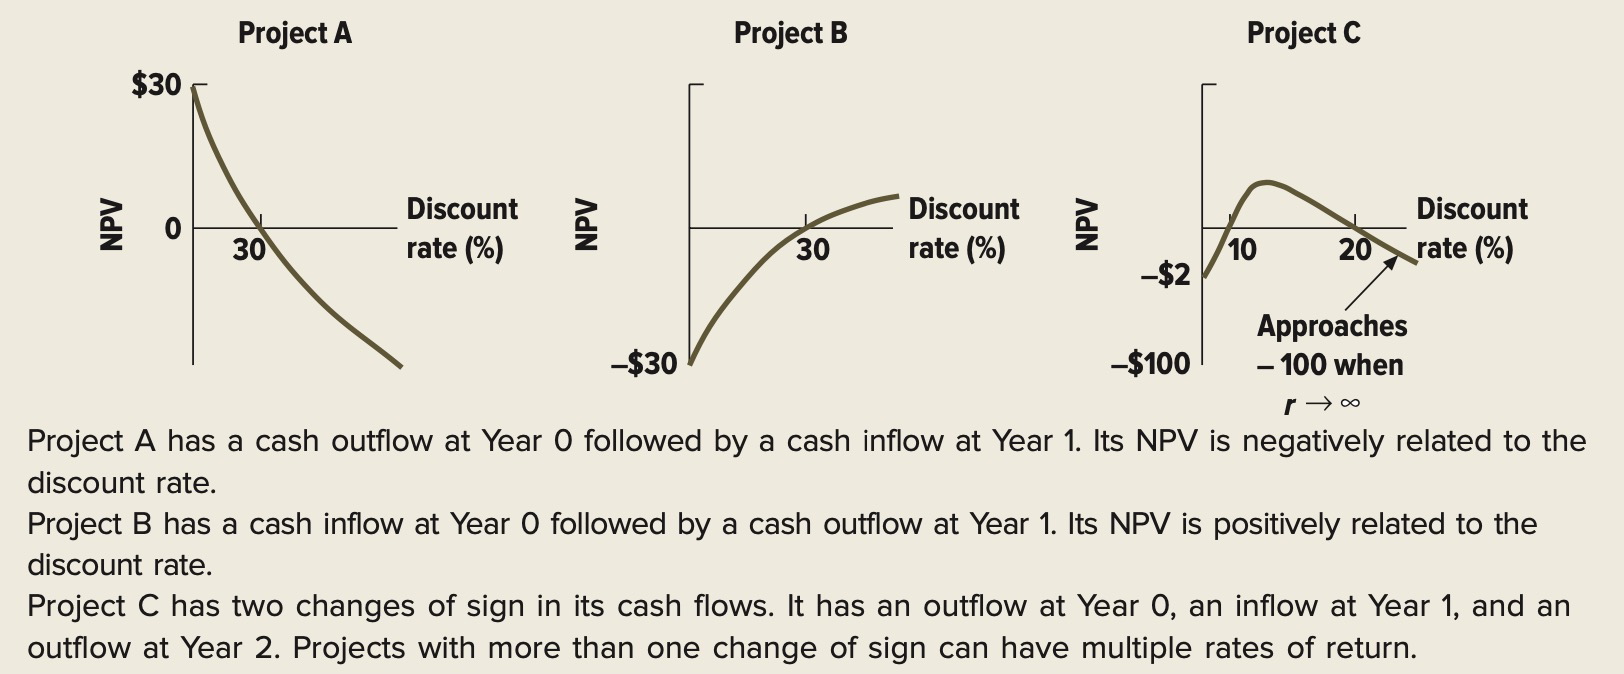 Project A
Project B
Project C
$30
NPV
0
30
Discount
rate (%)
NPV
30
–$30
Discount
rate (%)
NPV
10
20
–$2
–$100
Discount
rate (%)
Approaches
– 100 when
r → ∞
Project A has a cash outflow at Year 0 followed by a cash inflow at Year 1. Its NPV is negatively related to the
discount rate.
Project B has a cash inflow at Year 0 followed by a cash outflow at Year 1. Its NPV is positively related to the
discount rate.
Project C has two changes of sign in its cash flows. It has an outflow at Year 0, an inflow at Year 1, and an
outflow at Year 2. Projects with more than one change of sign can have multiple rates of return.